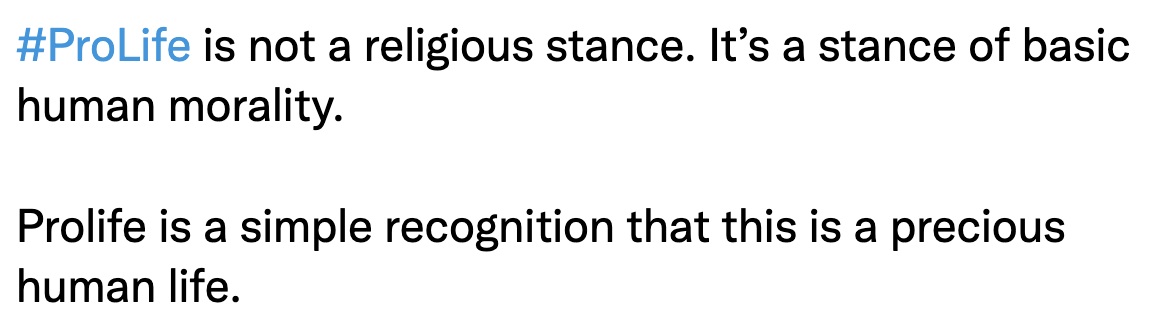 #ProLife is not a religious stance. It’s a stance of basic
human morality.
Prolife is a simple recognition that this is a precious
human life.